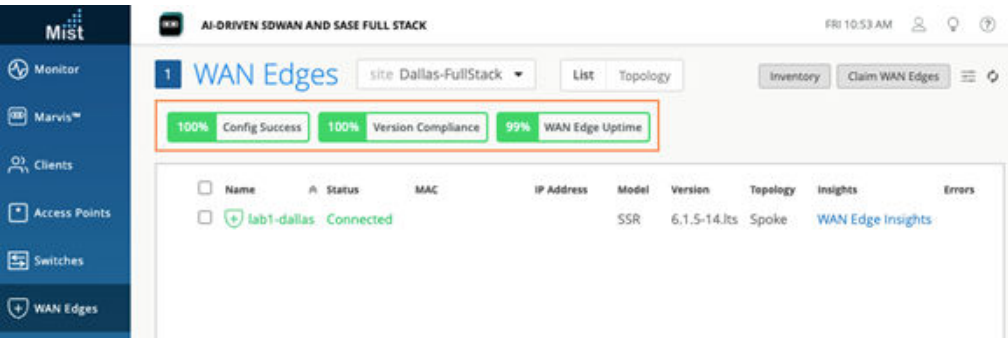 Mist
AI-DRIVEN SDWAN AND SASE FULL STACK
FRI 10:53 AM
Monitor
Marvis™
Clients
Access Points
Switches
WAN Edges
1 WAN Edges site Dallas-FullStack List Topology Inventory Claim WAN Edges
100% Config Success 100% Version Compliance 99% WAN Edge Uptime
Name Status MAC IP Address Model Version Topology Insights Errors
lab1-dallas Connected SSR 6.1.5-14.lts Spoke WAN Edge Insights